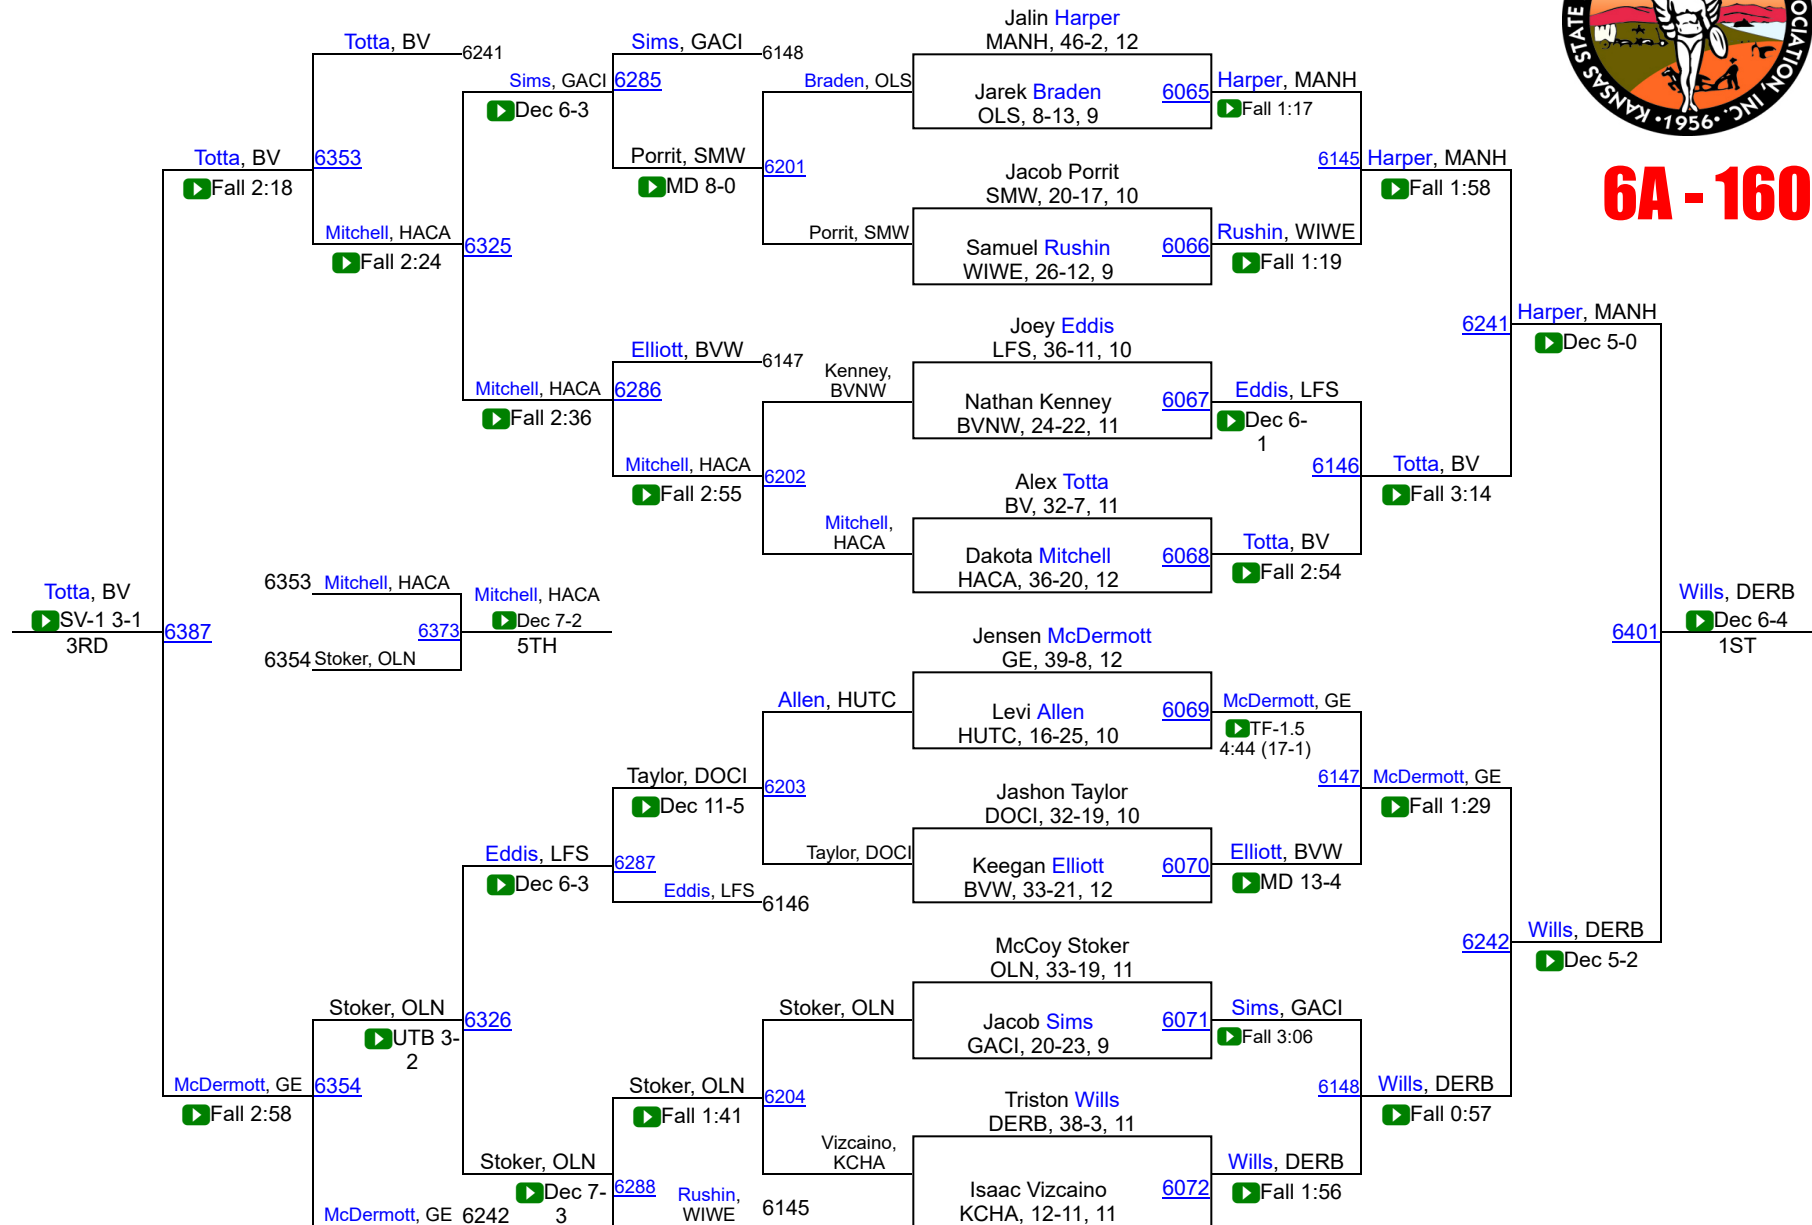 Jalin Harper
MANH, 46-2, 12
Totta, BV
6241
Sims, GACI
6148
Sims, GACI
6285
Dec 6-3
Braden, OLS
Jarek Braden
OLS, 8-13, 9
6065
Harper, MANH
Fall 1:17
KANSAS STATE
OCIATION, INC.
•1956•
6A - 160
Totta, BV
6353
Fall 2:18
Porrit, SMW
MD 8-0
6201
Jacob Porrit
SMW, 20-17, 10
6145
Harper, MANH
Fall 1:58
Mitchell, HACA
6325
Fall 2:24
Porrit, SMW
Samuel Rushin
WIWE, 26-12, 9
6066
Rushin, WIWE
Fall 1:19
Elliott, BVW
6147
Joey Eddis
LFS, 36-11, 10
6241
Harper, MANH
Dec 5-0
Mitchell, HACA
6286
Fall 2:36
Kenney,
BVNW
Nathan Kenney
BVNW, 24-22, 11
6067
Eddis, LFS
Dec 6-
1
Mitchell, HACA
6202
Fall 2:55
Alex Totta
BV, 32-7, 11
6146
Totta, BV
Fall 3:14
Mitchell,
HACA
Dakota Mitchell
HACA, 36-20, 12
6068
Totta, BV
Fall 2:54
Totta, BV
SV-1 3-1
3RD
6387
6353
Mitchell, HACA
6373
6354
Stoker, OLN
Mitchell, HACA
Dec 7-2
5TH
Jensen McDermott
GE, 39-8, 12
6401
Wills, DERB
Dec 6-4
1ST
Allen, HUTC
Levi Allen
HUTC, 16-25, 10
6069
McDermott, GE
TF-1.5
4:44 (17-1)
Taylor, DOCI
6203
Dec 11-5
Jashon Taylor
DOCI, 32-19, 10
6147
McDermott, GE
Fall 1:29
Eddis, LFS
6287
Dec 6-3
Taylor, DOCI
Keegan Elliott
BVW, 33-21, 12
6070
Elliott, BVW
MD 13-4
Eddis, LFS
6146
McCoy Stoker
OLN, 33-19, 11
6242
Wills, DERB
Dec 5-2
Stoker, OLN
6326
UTB 3-
2
Stoker, OLN
Jacob Sims
GACI, 20-23, 9
6071
Sims, GACI
Fall 3:06
McDermott, GE
6354
Fall 2:58
Stoker, OLN
6204
Fall 1:41
Triston Wills
DERB, 38-3, 11
6148
Wills, DERB
Fall 0:57
Stoker, OLN
6288
Dec 7-
3
Vizcaino,
KCHA
Isaac Vizcaino
KCHA, 12-11, 11
6072
Wills, DERB
Fall 1:56
McDermott, GE
6242
Rushin,
WIWE
6145